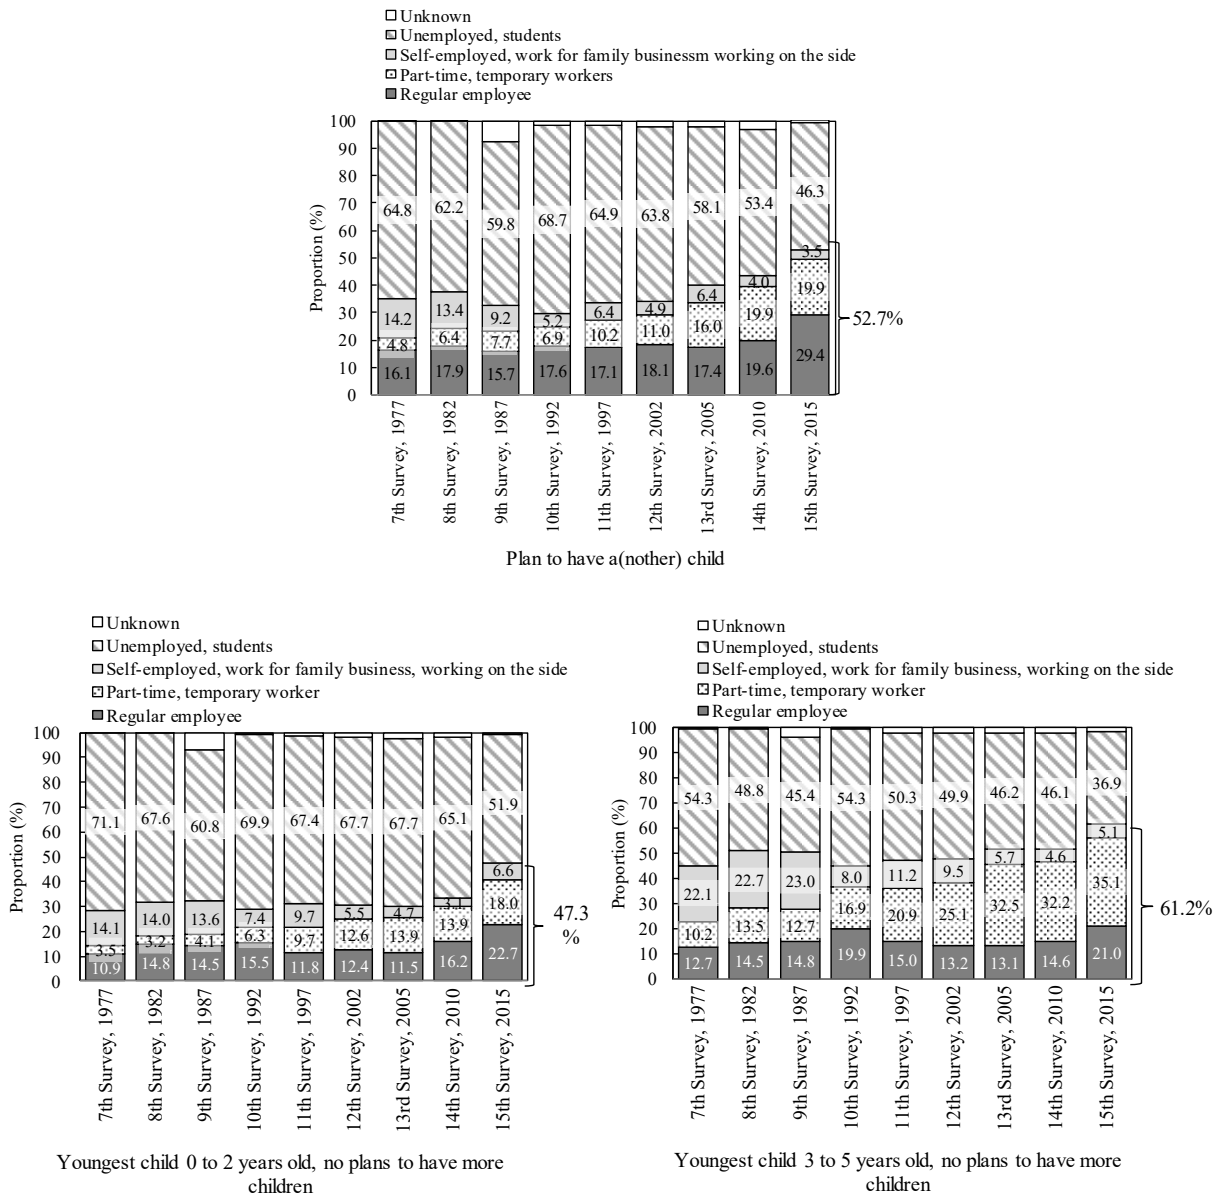 Unknown
Unemployed, students
Self-employed, work for family businessm working on the side
Part-time, temporary workers
Regular employee
Proportion (%)
100
90
80
70
60
50
40
30
20
10
0
64.8 62.2 59.8 68.7 64.9 63.8 58.1 53.4 46.3
14.2 13.4 9.2 5.2 6.4 4.9 6.4 4.0 3.5
4.8 6.4 7.7 6.9 10.2 11.0 16.0 19.9 19.9
16.1 17.9 15.7 17.6 17.1 18.1 17.4 19.6 29.4
52.7%
7th Survey, 1977
8th Survey, 1982
9th Survey, 1987
10th Survey, 1992
11th Survey, 1997
12th Survey, 2002
13rd Survey, 2005
14th Survey, 2010
15th Survey, 2015
Plan to have a(nother) child
Unknown
Unemployed, students
Self-employed, work for family business, working on the side
Part-time, temporary worker
Regular employee
Proportion (%)
100
90
80
70
60
50
40
30
20
10
0
71.1 67.6 60.8 69.9 67.4 67.7 67.7 65.1 51.9
14.1 14.0 13.6 7.4 9.7 5.5 4.7 3.1 6.6
3.5 3.2 4.1 6.3 9.7 12.6 13.9 13.9 18.0
10.9 14.8 14.5 15.5 11.8 12.4 11.5 16.2 22.7
47.3
%
7th Survey, 1977
8th Survey, 1982
9th Survey, 1987
10th Survey, 1992
11th Survey, 1997
12th Survey, 2002
13rd Survey, 2005
14th Survey, 2010
15th Survey, 2015
Youngest child 0 to 2 years old, no plans to have more
children
Unknown
Unemployed, students
Self-employed, work for family business, working on the side
Part-time, temporary worker
Regular employee
Proportion (%)
100
90
80
70
60
50
40
30
20
10
0
54.3 48.8 45.4 54.3 50.3 49.9 46.2 46.1 36.9
22.1 22.7 23.0 8.0 11.2 9.5 5.7 4.6 5.1
10.2 13.5 12.7 16.9 20.9 25.1 32.5 32.2 35.1
12.7 14.5 14.8 19.9 15.0 13.2 13.1 14.6 21.0
61.2%
7th Survey, 1977
8th Survey, 1982
9th Survey, 1987
10th Survey, 1992
11th Survey, 1997
12th Survey, 2002
13rd Survey, 2005
14th Survey, 2010
15th Survey, 2015
Youngest child 3 to 5 years old, no plans to have more
children